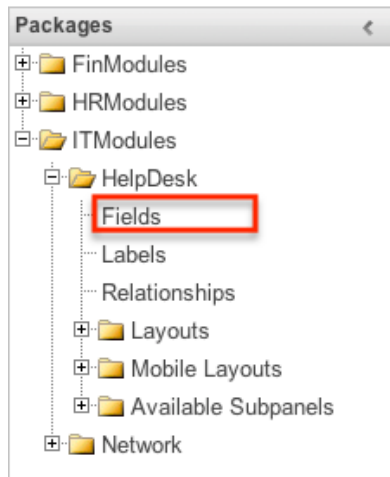 Packages
FinModules
HRModules
ITModules
HelpDesk
Fields
Labels
Relationships
Layouts
Mobile Layouts
Available Subpanels
Network